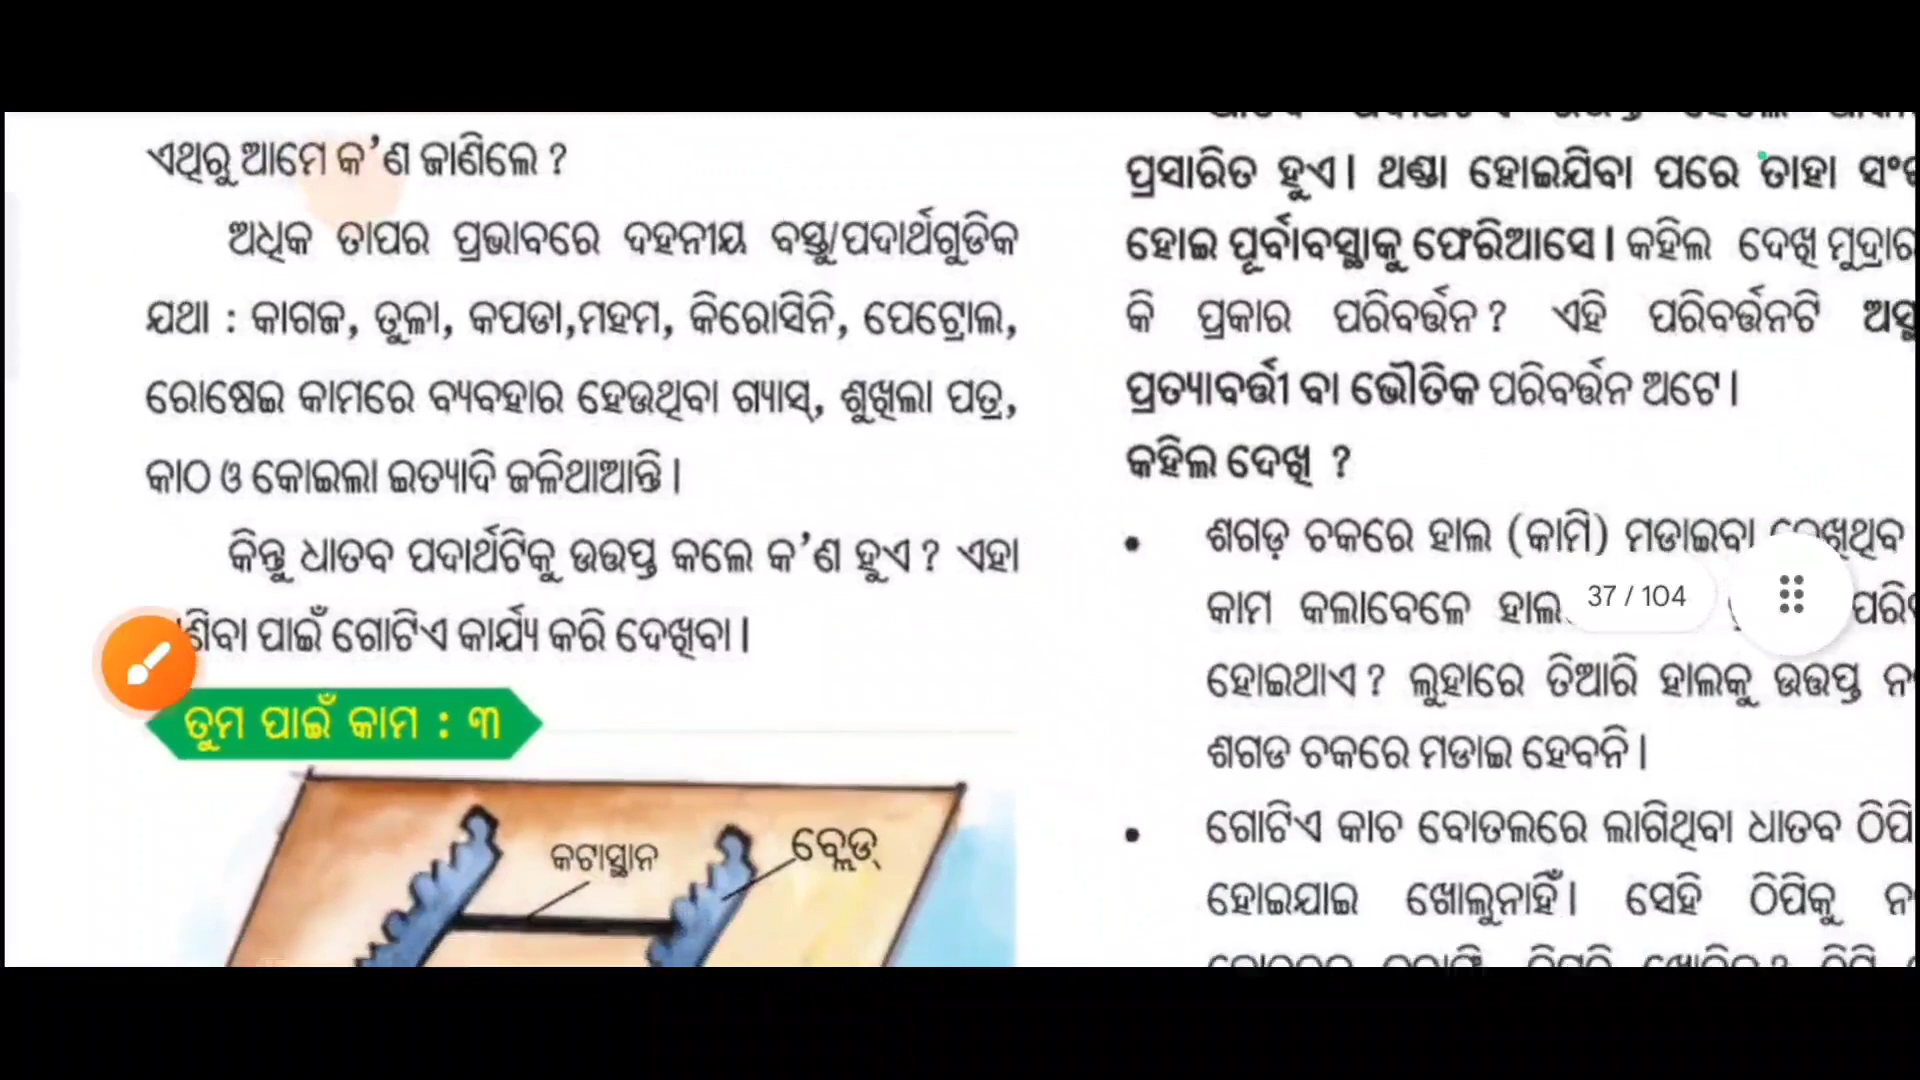 ଏଥିରୁ ଆମେ କ’ଣ ଜାଣିଲେ ?
ଅଧିକ ତାପର ପ୍ରଭାବରେ ଦହନୀୟ ବସ୍ତୁ/ପଦାର୍ଥଗୁଡିକ
ଯଥା : କାଗଜ, ତୁଳା, କପଡା,ମହମ, କିରୋସିନି, ପେଟ୍ରୋଲ,
ରୋଷେଇ କାମରେ ବ୍ୟବହାର ହେଉଥିବା ଗ୍ୟାସ୍, ଶୁଖିଲା ପତ୍ର,
କାଠ ଓ କୋଇଲା ଇତ୍ୟାଦି ଜଳିଥାଆନ୍ତି ।
କିନ୍ତୁ ଧାତବ ପଦାର୍ଥଟିକୁ ଉତ୍ତପ୍ତ କଲେ କ’ଣ ହୁଏ ? ଏହା
ପାଇଁ ଗୋଟିଏ କାର୍ଯ୍ୟ କରି ଦେଖିବା ।
ତୁମ ପାଇଁ କାମ : ୩
କଟାସ୍ଥାନ
ବ୍ଲେଡ୍
ପ୍ରସାରିତ ହୁଏ । ଥଣ୍ଡା ହୋଇଯିବା ପରେ ତାହା
ହୋଇ ପୂର୍ବାବସ୍ଥାକୁ ଫେରିଆସେ । କହିଲ ଦେଖି
କି ପ୍ରକାର ପରିବର୍ତ୍ତନ ? ଏହି ପରିବର୍ତ୍ତନଟି
ପ୍ରତ୍ୟାବର୍ତ୍ତୀ ବା ଭୌତିକ ପରିବର୍ତ୍ତନ ଅଟେ ।
କହିଲ ଦେଖି ?
• ଶଗଡ଼ ଚକରେ ହାଲ (କାମି) ମଡାଇବା
କାମ କଲାବେଳେ
37 / 104
ହୋଇଥାଏ ? ଲୁହାରେ ତିଆରି ହାଲକୁ ଉତ୍ତପ୍ତ
ଶଗଡ ଚକରେ ମଡାଇ ହେବନି ।
• ଗୋଟିଏ କାଚ ବୋତଲରେ ଲାଗିଥିବା ଧାତବ ଠିପି
ହୋଇଯାଇ ଖୋଲୁନାହିଁ । ସେହି ଠିପିକୁ